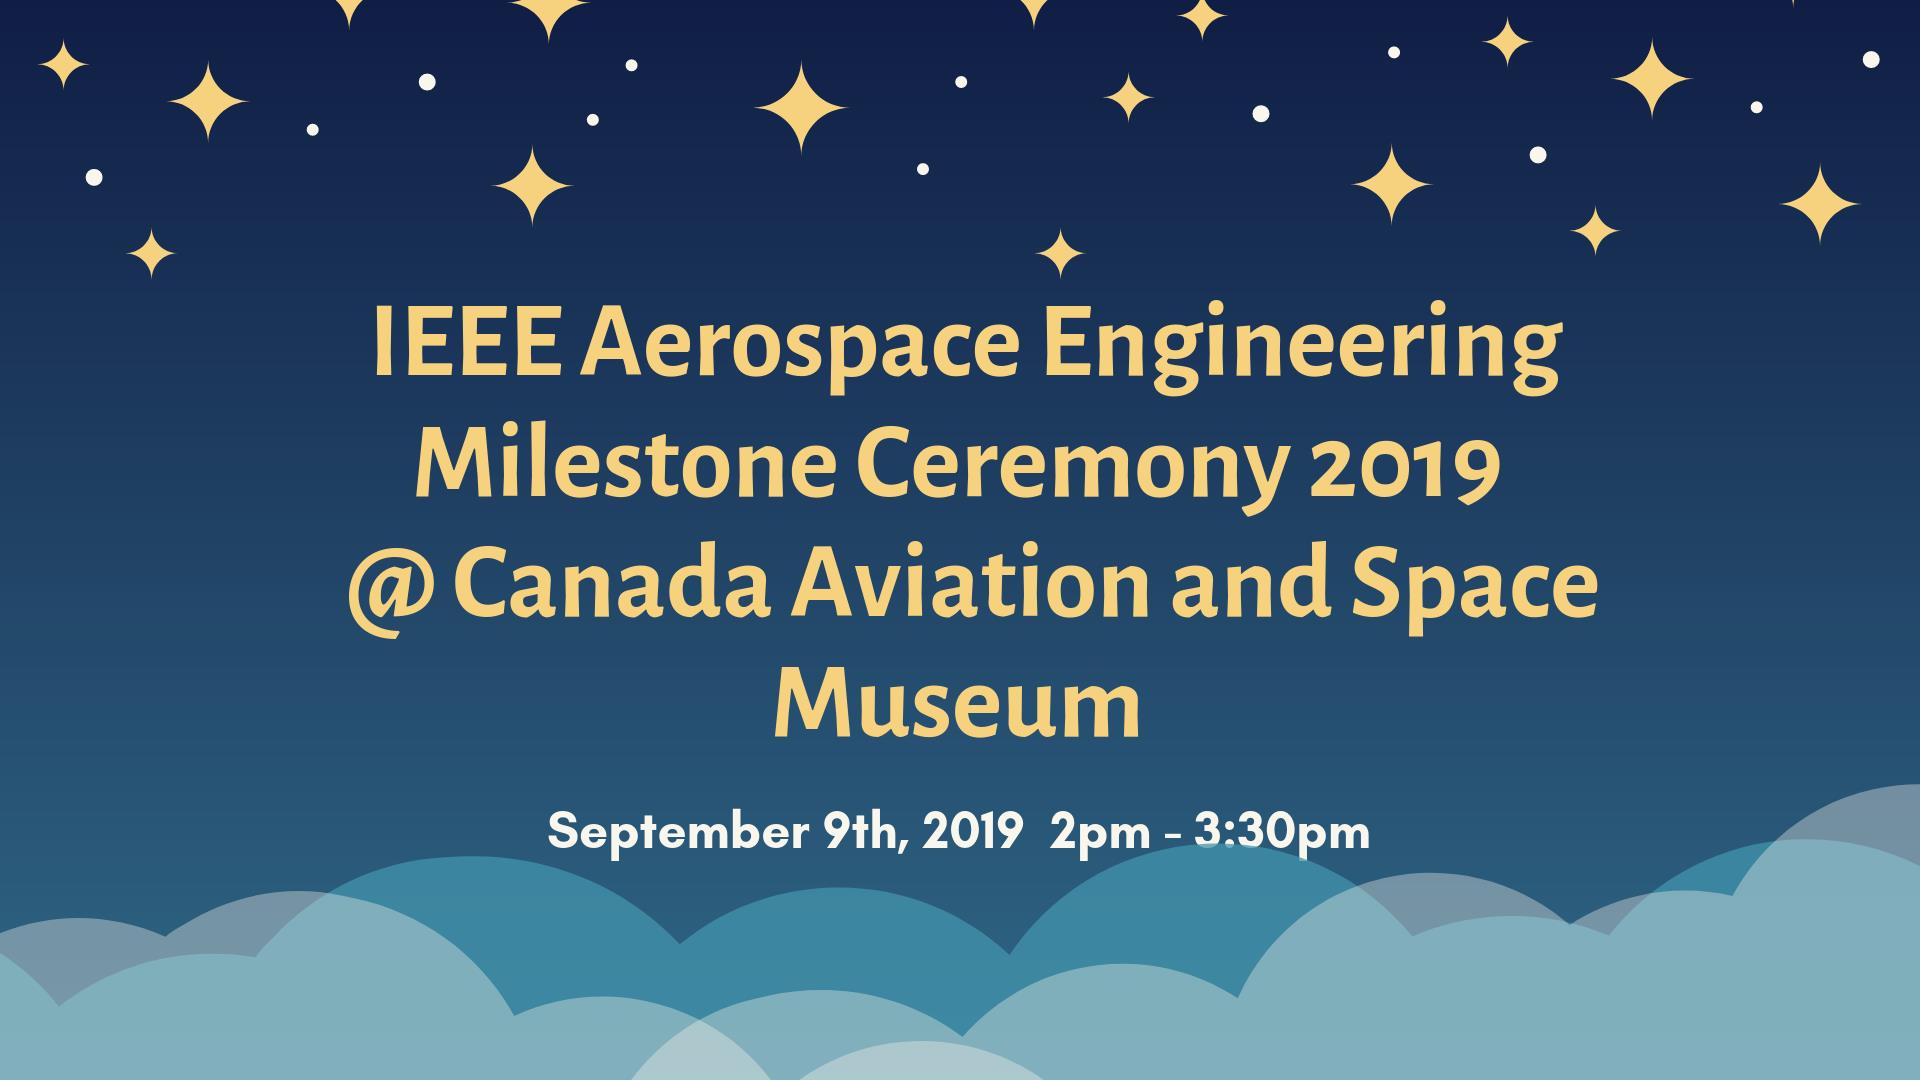 IEEE Aerospace Engineering
Milestone Ceremony 2019
@ Canada Aviation and Space
Museum
September 9th, 2019  2pm - 3:30pm